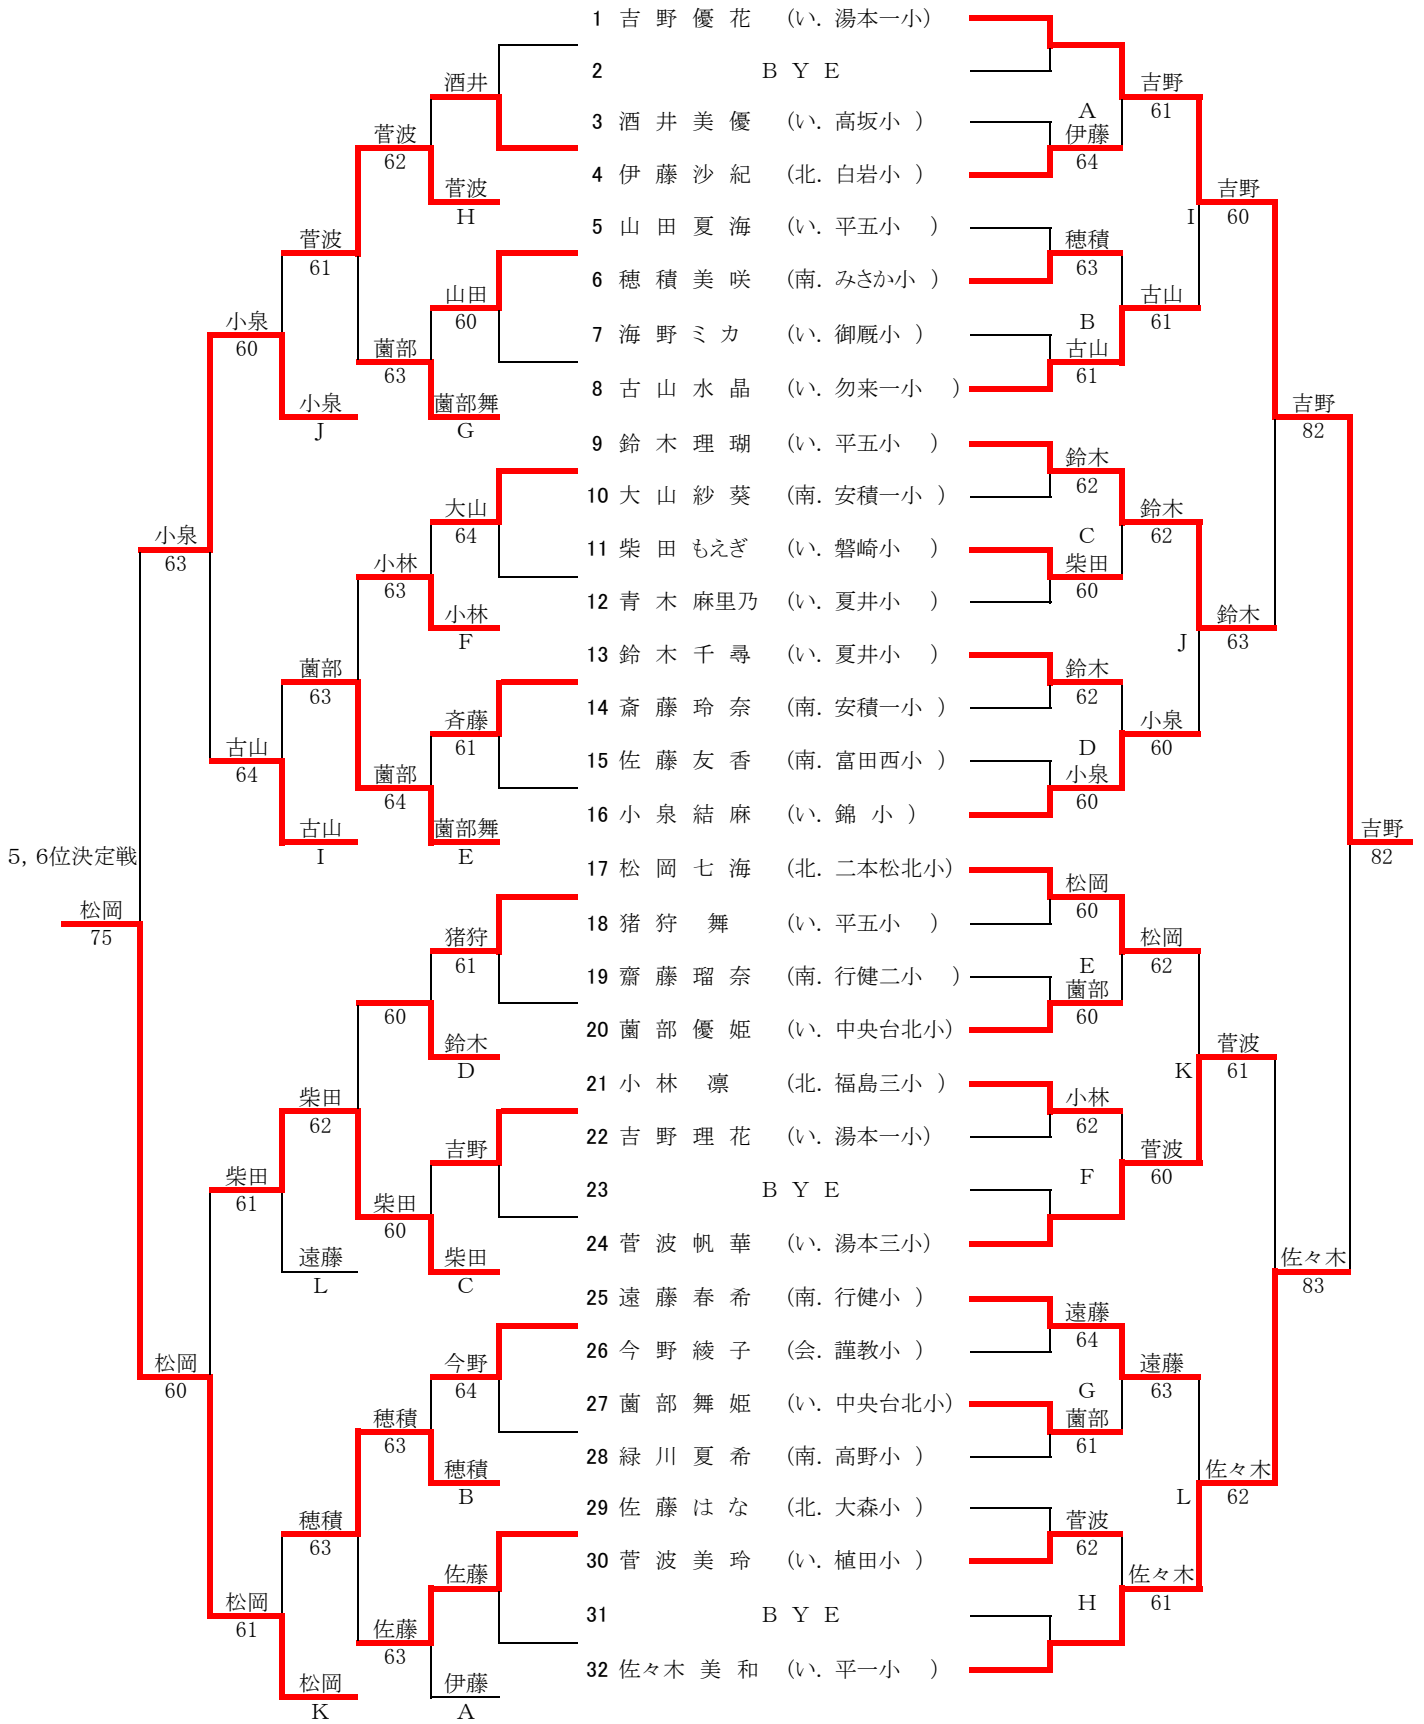 1 吉 野 優 花 (い. 湯本一小)
2 B Y E
3 酒 井 美 優 (い. 高坂小 )
4 伊 藤 沙 紀 (北. 白岩小 )
5 山 田 夏 海 (い. 平五小 )
6 穂 積 美 咲 (南. みさか小 )
7 海 野 ミ カ (い. 御厩小 )
8 古 山 水 晶 (い. 勿来一小 )
9 鈴 木 理 瑚 (い. 平五小 )
10 大 山 紗 葵 (南. 安積一小 )
11 柴 田 もえぎ (い. 磐崎小 )
12 青 木 麻里乃 (い. 夏井小 )
13 鈴 木 千 尋 (い. 夏井小 )
14 斎 藤 玲 奈 (南. 安積一小 )
15 佐 藤 友 香 (南. 富田西小 )
16 小 泉 結 麻 (い. 錦 小 )
17 松 岡 七 海 (北. 二本松北小)
18 猪 狩 舞 (い. 平五小 )
19 齋 藤 瑠 奈 (南. 行健二小 )
20 薗 部 優 姫 (い. 中央台北小)
21 小 林 凛 (北. 福島三小 )
22 吉 野 理 花 (い. 湯本一小)
23 B Y E
24 菅 波 帆 華 (い. 湯本三小)
25 遠 藤 春 希 (南. 行健小 )
26 今 野 綾 子 (会. 謹教小 )
27 薗 部 舞 姫 (い. 中央台北小)
28 緑 川 夏 希 (南. 高野小 )
29 佐 藤 は な (北. 大森小 )
30 菅 波 美 玲 (い. 植田小 )
31 B Y E
32 佐々木 美 和 (い. 平一小 )
A
伊藤
64
穂積
63
B
古山
61
鈴木
62
C
柴田
60
鈴木
62
D
小泉
60
松岡
60
E
薗部
60
小林
62
F
遠藤
64
G
薗部
61
菅波
62
H
吉野
61
古山
61
鈴木
62
小泉
60
松岡
62
菅波
60
遠藤
63
佐々木
61
I
吉野
60
J
鈴木
63
K
菅波
61
L
佐々木
62
吉野
82
佐々木
83
吉野
82
酒井
菅波
H
山田
60
薗部舞
G
大山
64
小林
F
斉藤
61
薗部舞
E
猪狩
61
鈴木
D
吉野
柴田
C
今野
64
穂積
B
佐藤
伊藤
A
菅波
62
薗部
63
小林
63
薗部
64
60
柴田
60
穂積
63
佐藤
63
菅波
61
小泉
J
薗部
63
古山
I
柴田
62
遠藤
L
穂積
63
松岡
K
小泉
60
古山
64
柴田
61
松岡
61
小泉
63
松岡
60
5, 6位決定戦
松岡
75